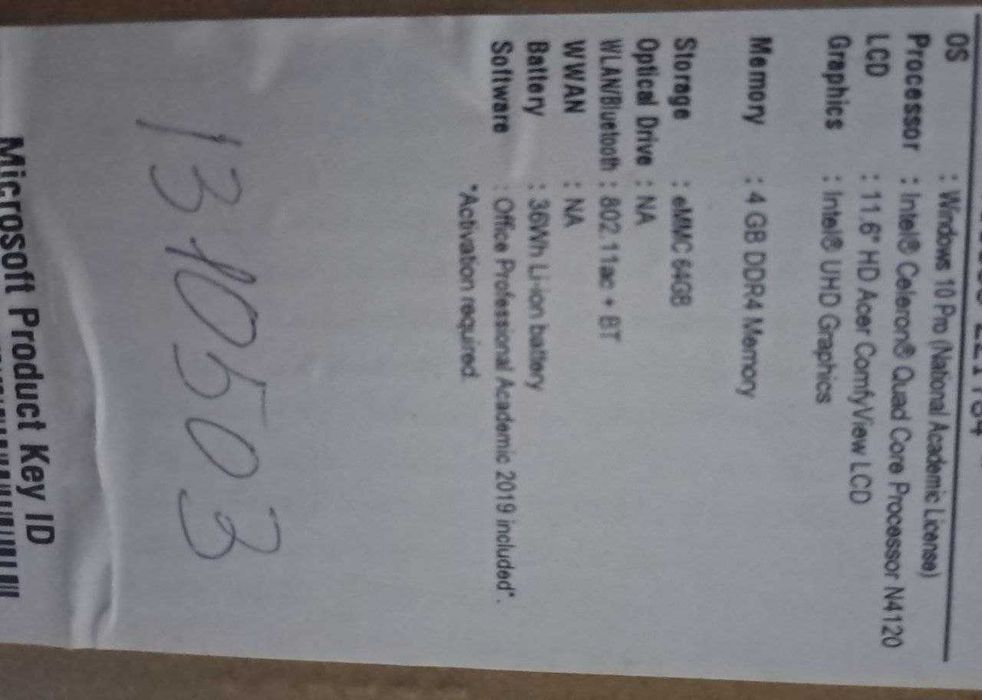 OS : Windows 10 Pro (National Academic License)
Processor : Intel® Celeron® Quad Core Processor N4120
LCD : 11.6" HD Acer ComfyView LCD
Graphics : Intel® UHD Graphics
Memory : 4 GB DDR4 Memory
Storage : eMMC 64GB
Optical Drive : NA
WLAN/Bluetooth : 802.11ac + BT
WWAN : NA
Battery : 36Wh Li-ion battery
Software : Office Professional Academic 2019 included*.
*Activation required.
1310503
Microsoft Product Key ID